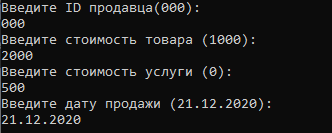 Введите ID продавца(000):
000
Введите стоимость товара (1000):
2000
Введите стоимость услуги (0):
500
Введите дату продажи (21.12.2020):
21.12.2020